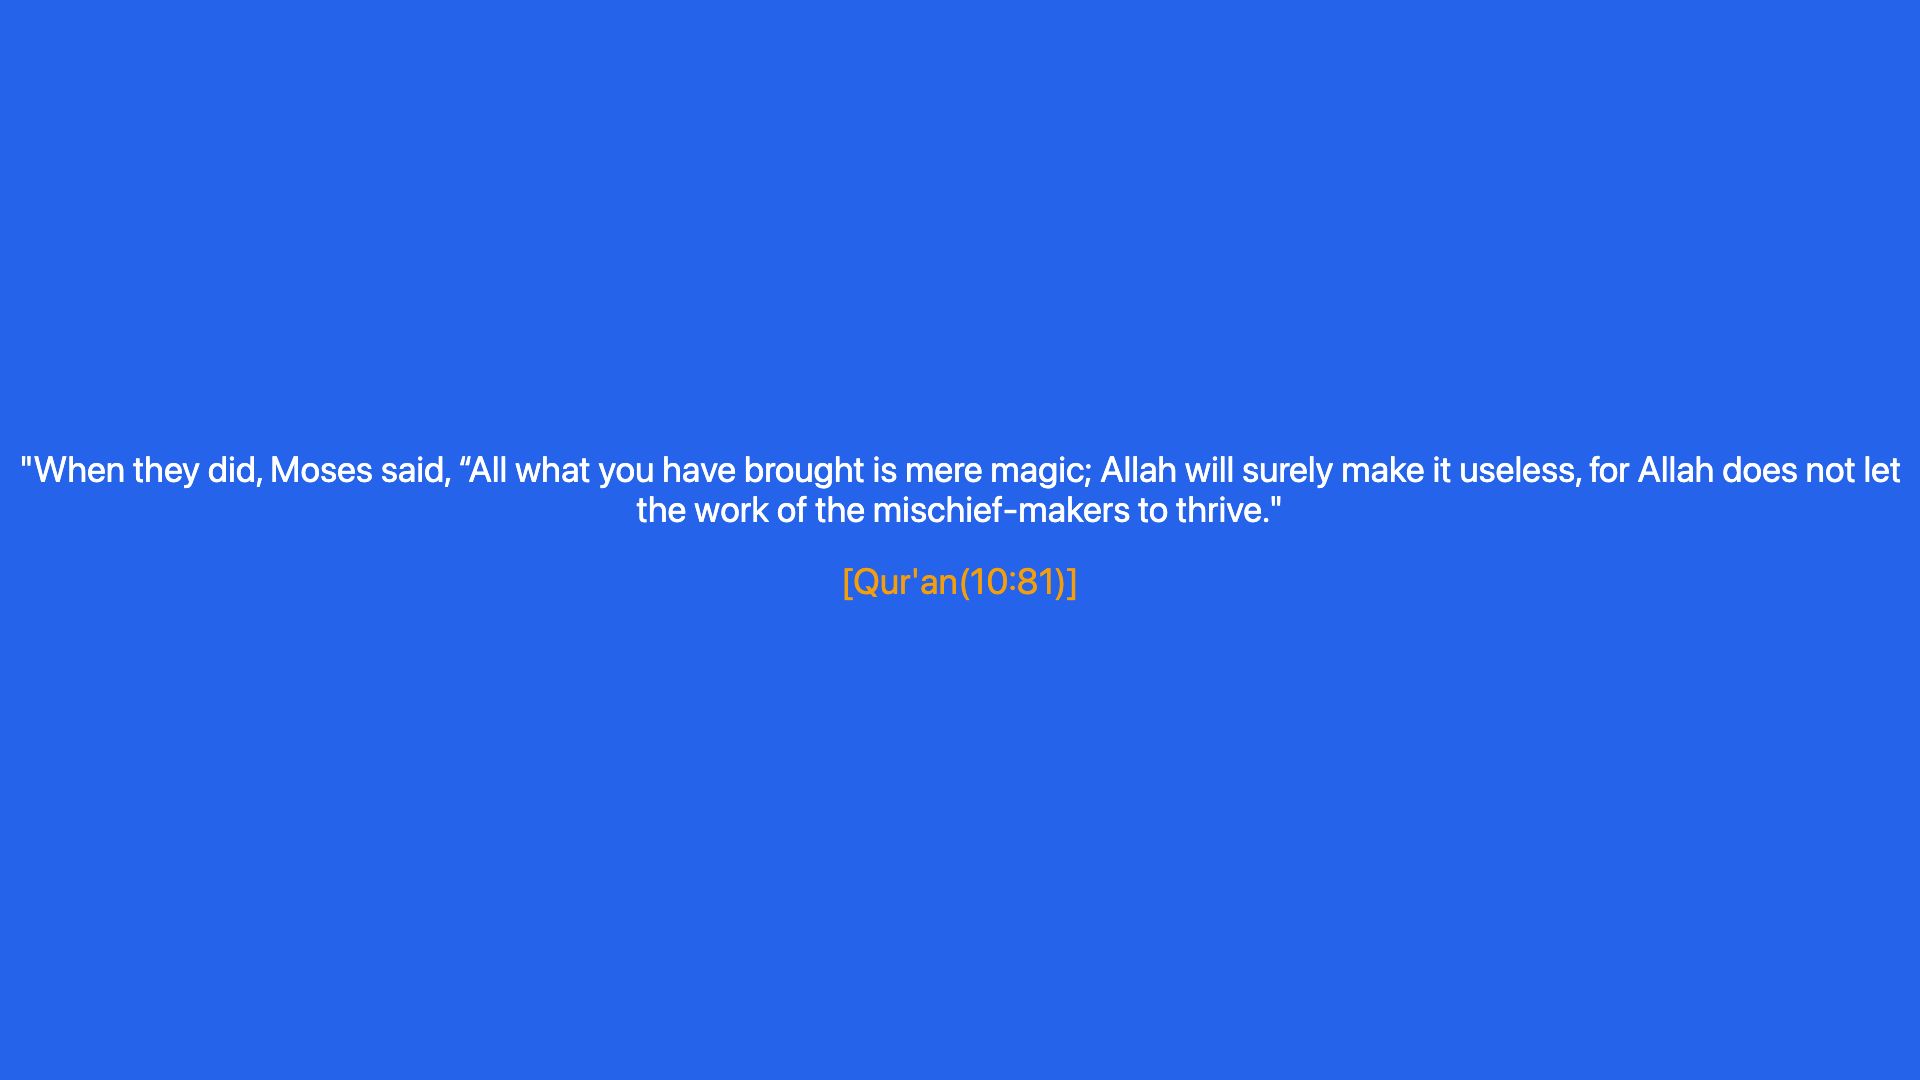 "When they did, Moses said, “All what you have brought is mere magic; Allah will surely make it useless, for Allah does not let
the work of the mischief-makers to thrive."
[Qur'an(10:81)]